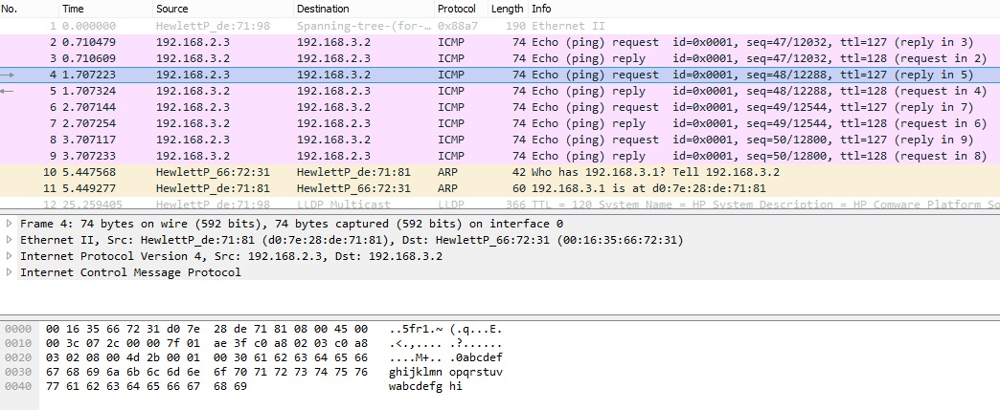 No. Time Source Destination Protocol Length Info
1 0.000000 HewlettP_de:71:98 Spanning-tree-(for-… 0x88a7 190 Ethernet II
2 0.710479 192.168.2.3 192.168.3.2 ICMP 74 Echo (ping) request id=0x0001, seq=47/12032, ttl=127 (reply in 3)
3 0.710609 192.168.3.2 192.168.2.3 ICMP 74 Echo (ping) reply id=0x0001, seq=47/12032, ttl=128 (request in 2)
4 1.707223 192.168.2.3 192.168.3.2 ICMP 74 Echo (ping) request id=0x0001, seq=48/12288, ttl=127 (reply in 5)
5 1.707324 192.168.3.2 192.168.2.3 ICMP 74 Echo (ping) reply id=0x0001, seq=48/12288, ttl=128 (request in 4)
6 2.707144 192.168.2.3 192.168.3.2 ICMP 74 Echo (ping) request id=0x0001, seq=49/12544, ttl=127 (reply in 7)
7 2.707254 192.168.3.2 192.168.2.3 ICMP 74 Echo (ping) reply id=0x0001, seq=49/12544, ttl=128 (request in 6)
8 3.707117 192.168.2.3 192.168.3.2 ICMP 74 Echo (ping) request id=0x0001, seq=50/12800, ttl=127 (reply in 9)
9 3.707233 192.168.3.2 192.168.2.3 ICMP 74 Echo (ping) reply id=0x0001, seq=50/12800, ttl=128 (request in 8)
10 5.447568 HewlettP_66:72:31 HewlettP_de:71:81 ARP 42 Who has 192.168.3.1? Tell 192.168.3.2
11 5.449277 HewlettP_de:71:81 HewlettP_66:72:31 ARP 60 192.168.3.1 is at d0:7e:28:de:71:81
12 25.259405 HewlettP_de:71:98 LLDP Multicast LLDP 366 TTL = 120 System Name = HP System Description = HP Comware Platform So
Frame 4: 74 bytes on wire (592 bits), 74 bytes captured (592 bits) on interface 0
Ethernet II, Src: HewlettP_de:71:81 (d0:7e:28:de:71:81), Dst: HewlettP_66:72:31 (00:16:35:66:72:31)
Internet Protocol Version 4, Src: 192.168.2.3, Dst: 192.168.3.2
Internet Control Message Protocol
0000 00 16 35 66 72 31 d0 7e 28 de 71 81 08 00 45 00 ..5fr1.~ (.q...E.
0010 00 3c 07 2c 00 00 7f 01 ae 3f c0 a8 02 03 c0 a8 .<.,.... .?......
0020 03 02 08 00 4d 2b 00 01 00 30 61 62 63 64 65 66 ....M+.. .0abcdef
0030 67 68 69 6a 6b 6c 6d 6e 6f 70 71 72 73 74 75 76 ghijklmn opqrstuv
0040 77 61 62 63 64 65 66 67 68 69 wabcdefg hi